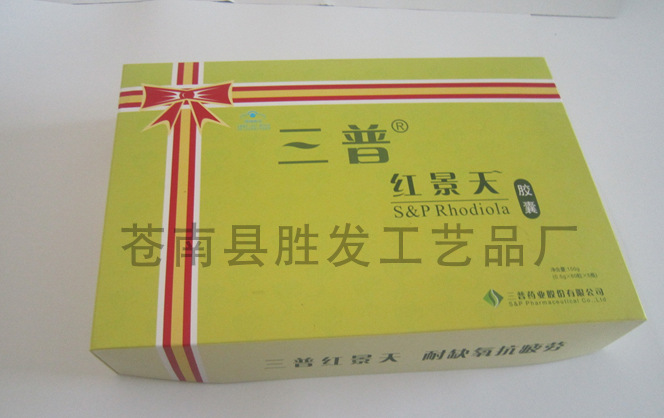 三普®
红景天
胶囊
S&P Rhodiola
苍南县胜发工艺品厂
三普药业股份有限公司
S&P Pharmaceutical Co.,Ltd
三普红景天 耐缺氧抗疲劳